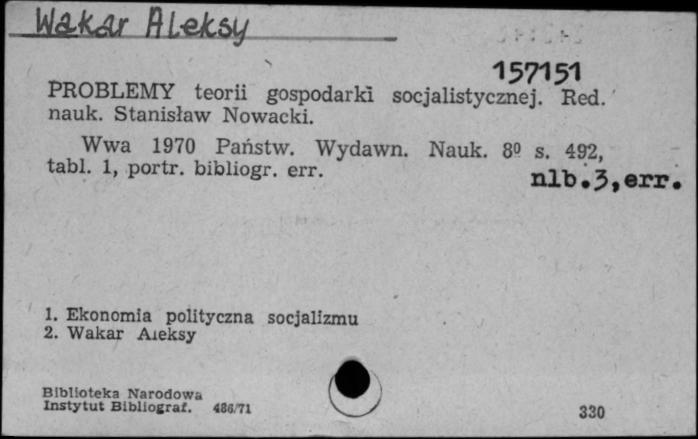 Wakar Aleksy
157151
PROBLEMY teorii gospodarki socjalistycznej. Red.
nauk. Stanisław Nowacki.
Wwa 1970 Państw. Wydawn. Nauk. 8º s. 492,
tabl. 1, portr. bibliogr. err.
nlb.3,err.
1. Ekonomia polityczna socjalizmu
2. Wakar Aleksy
Biblioteka Narodowa
Instytut Bibliograf. 486/71
330